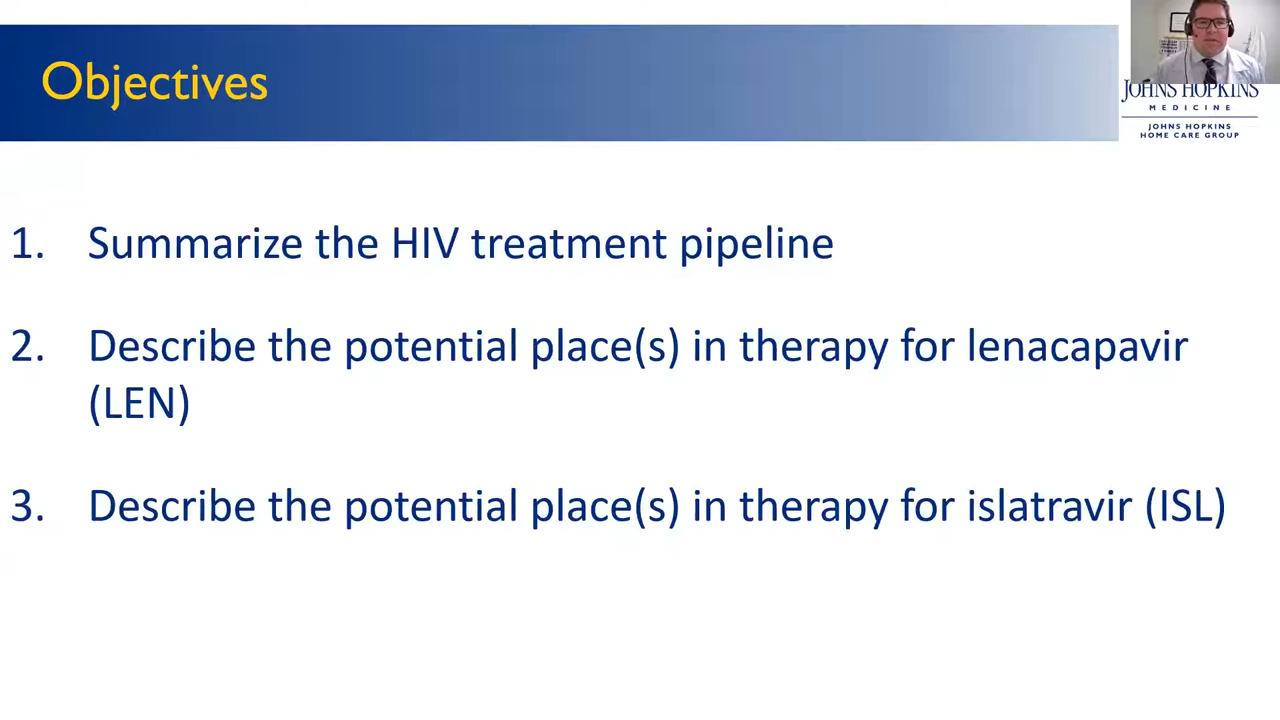 Objectives
JOHNS HOPKINS
MEDICINE
JOHNS HOPKINS
HOME CARE GROUP
1. Summarize the HIV treatment pipeline
2. Describe the potential place(s) in therapy for lenacapavir
(LEN)
3. Describe the potential place(s) in therapy for islatravir (ISL)